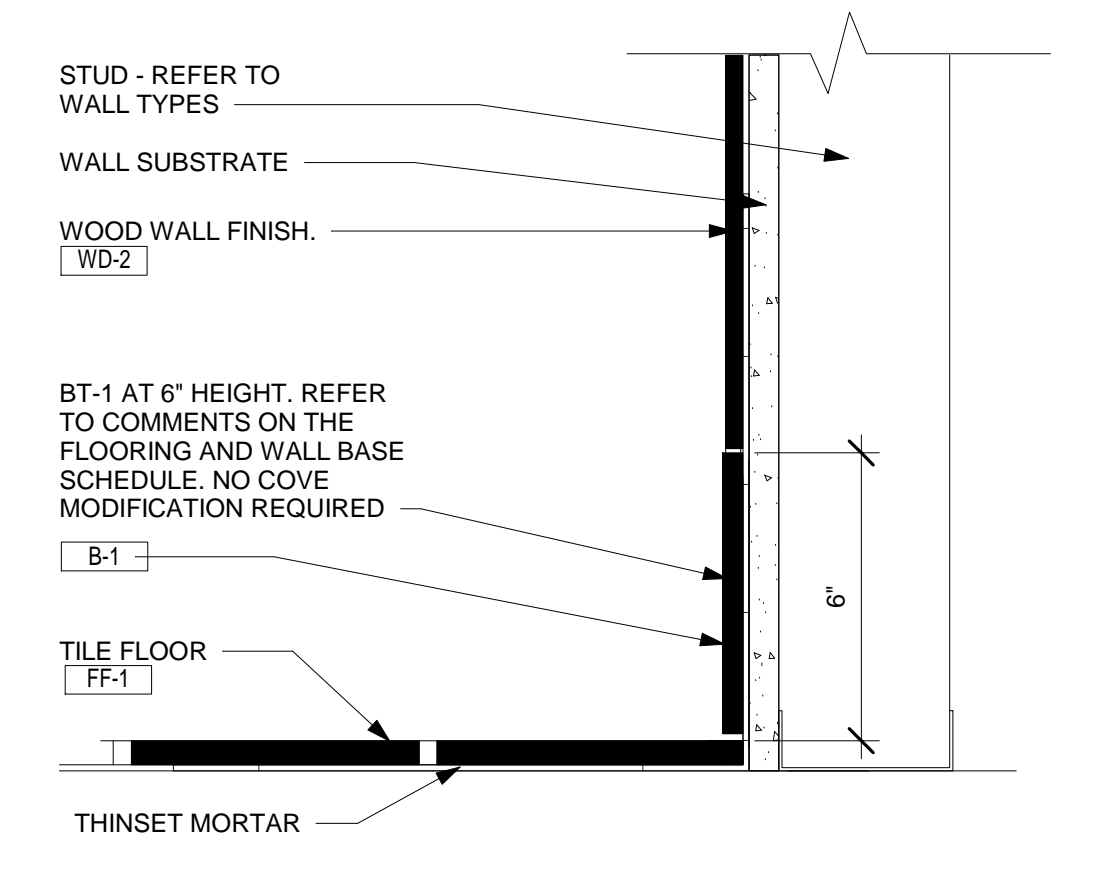 STUD - REFER TO
WALL TYPES
WALL SUBSTRATE
WOOD WALL FINISH.
WD-2
BT-1 AT 6" HEIGHT. REFER
TO COMMENTS ON THE
FLOORING AND WALL BASE
SCHEDULE. NO COVE
MODIFICATION REQUIRED
B-1
6"
TILE FLOOR
FF-1
THINSET MORTAR